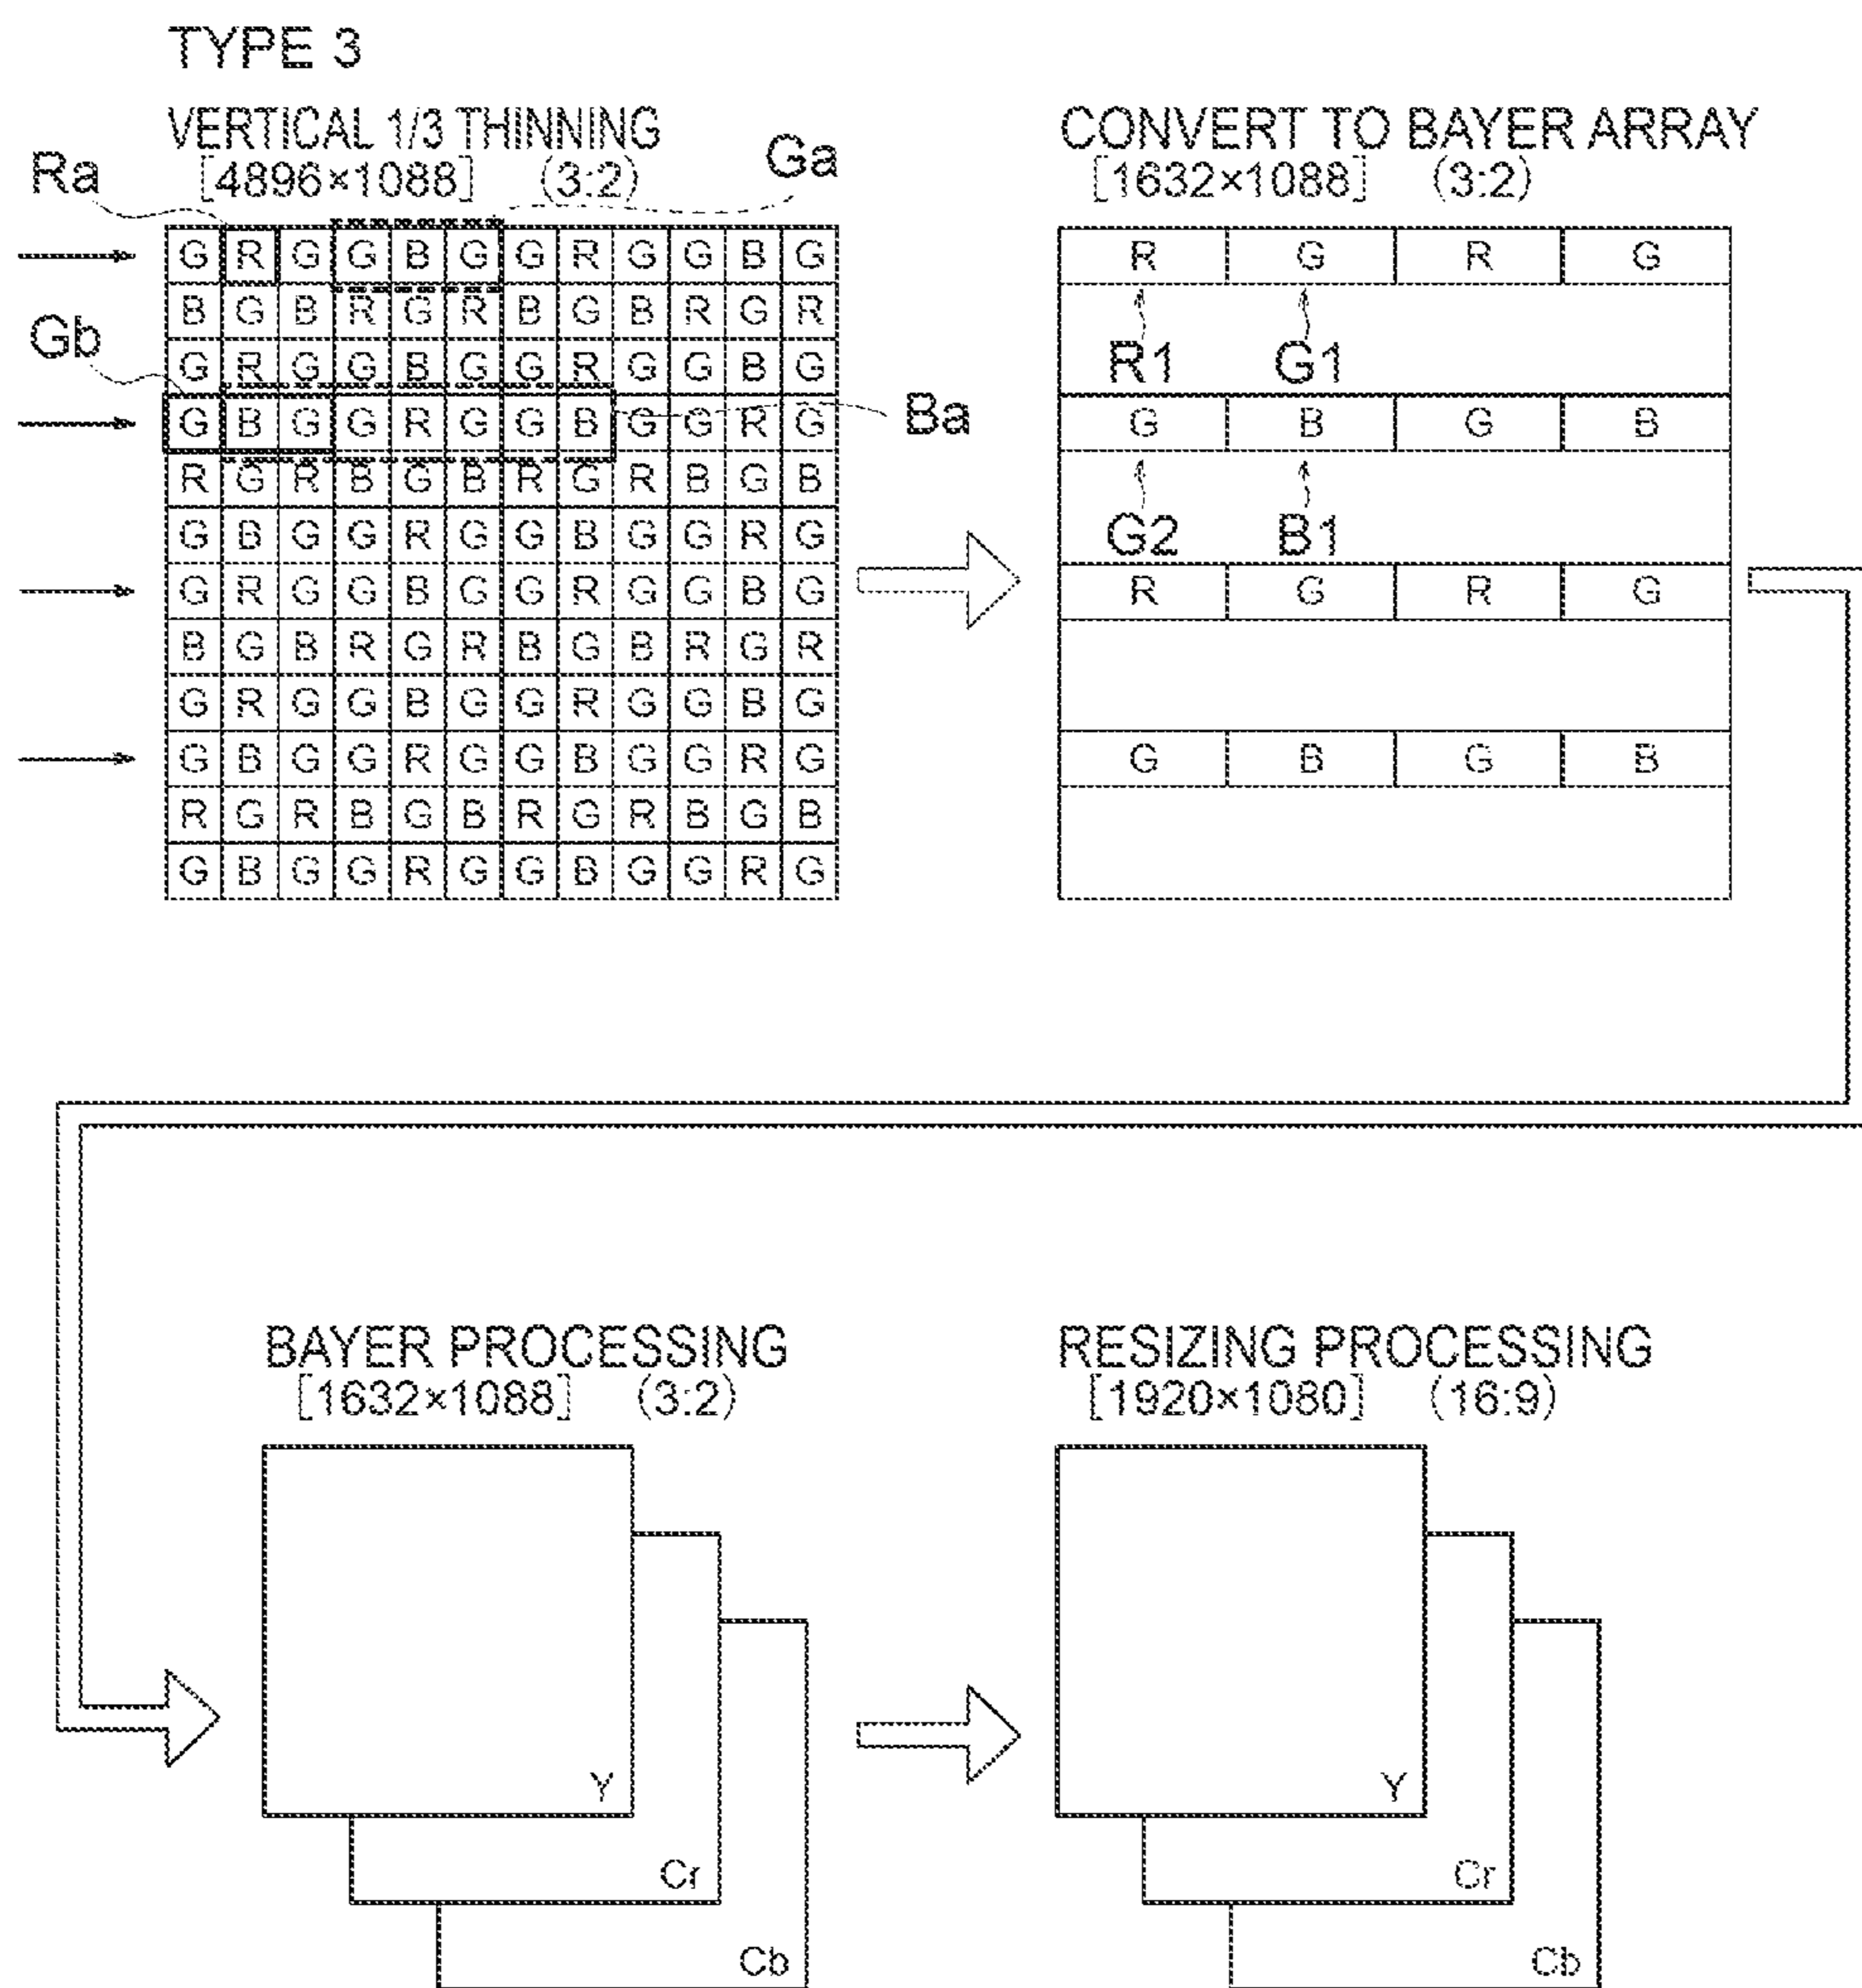 TYPE 3
VERTICAL 1/3 THINNING
[4896×1088] (3:2)
Ra
Ga
G R G G B G G R G G B G
B G B R G R B G B R G R
Gb
G R G G B G G R G G B G
G B G G R G G B G G R G
Ba
R G R B G B R G R B G B
G B G G R G G B G G R G
G R G G B G G R G G B G
B G B R G R B G B R G R
G R G G B G G R G G B G
G B G G R G G B G G R G
R G R B G B R G R B G B
G B G G R G G B G G R G
CONVERT TO BAYER ARRAY
[1632×1088] (3:2)
R G R G
R1 G1
G B G B
G2 B1
R G R G
G B G B
BAYER PROCESSING
[1632×1088] (3:2)
Y
Cr
Cb
RESIZING PROCESSING
[1920×1080] (16:9)
Y
Cr
Cb